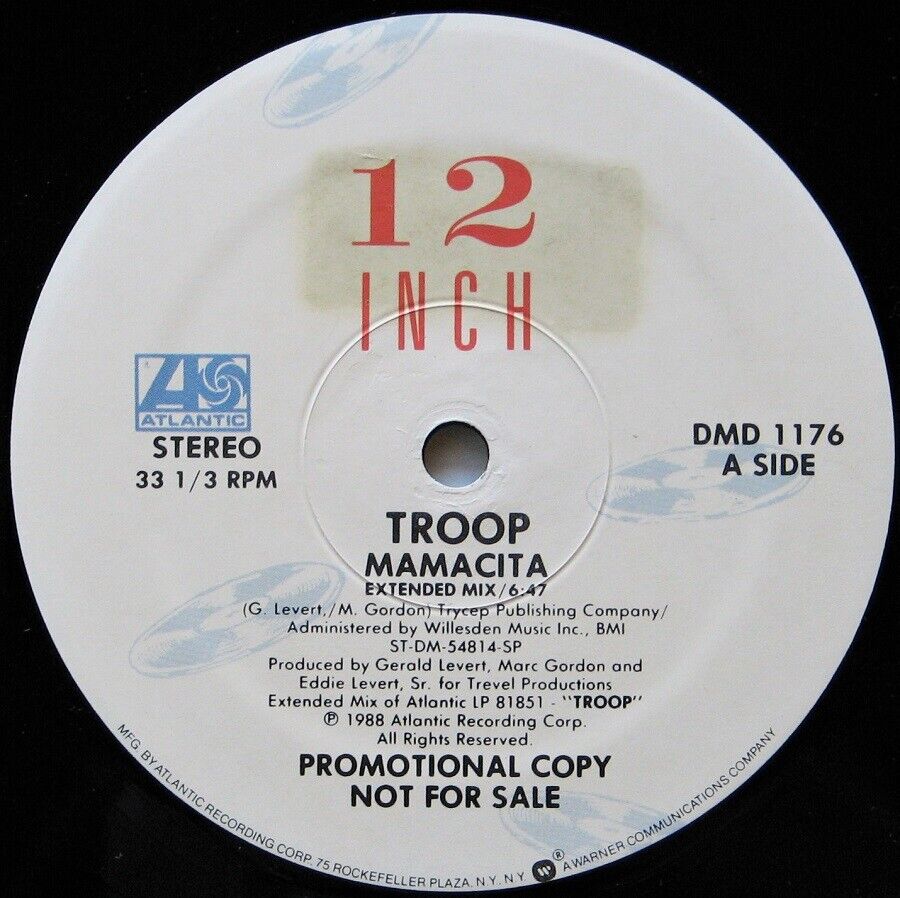 12
INCH
ATLANTIC
STEREO
33 1/3 RPM
DMD 1176
A SIDE
TROOP
MAMACITA
EXTENDED MIX/6:47
(G. Levert,/M. Gordon) Trycep Publishing Company/
Administered by Willesden Music Inc., BMI
ST-DM-54814-SP
Produced by Gerald Levert, Marc Gordon and
Eddie Levert, Sr. for Trevel Productions
Extended Mix of Atlantic LP 81851 - "TROOP"
℗ 1988 Atlantic Recording Corp.
All Rights Reserved.
PROMOTIONAL COPY
NOT FOR SALE
MFG. BY ATLANTIC RECORDING CORP. 75 ROCKEFELLER PLAZA. N.Y. N.Y. W ® A WARNER COMMUNICATIONS COMPANY